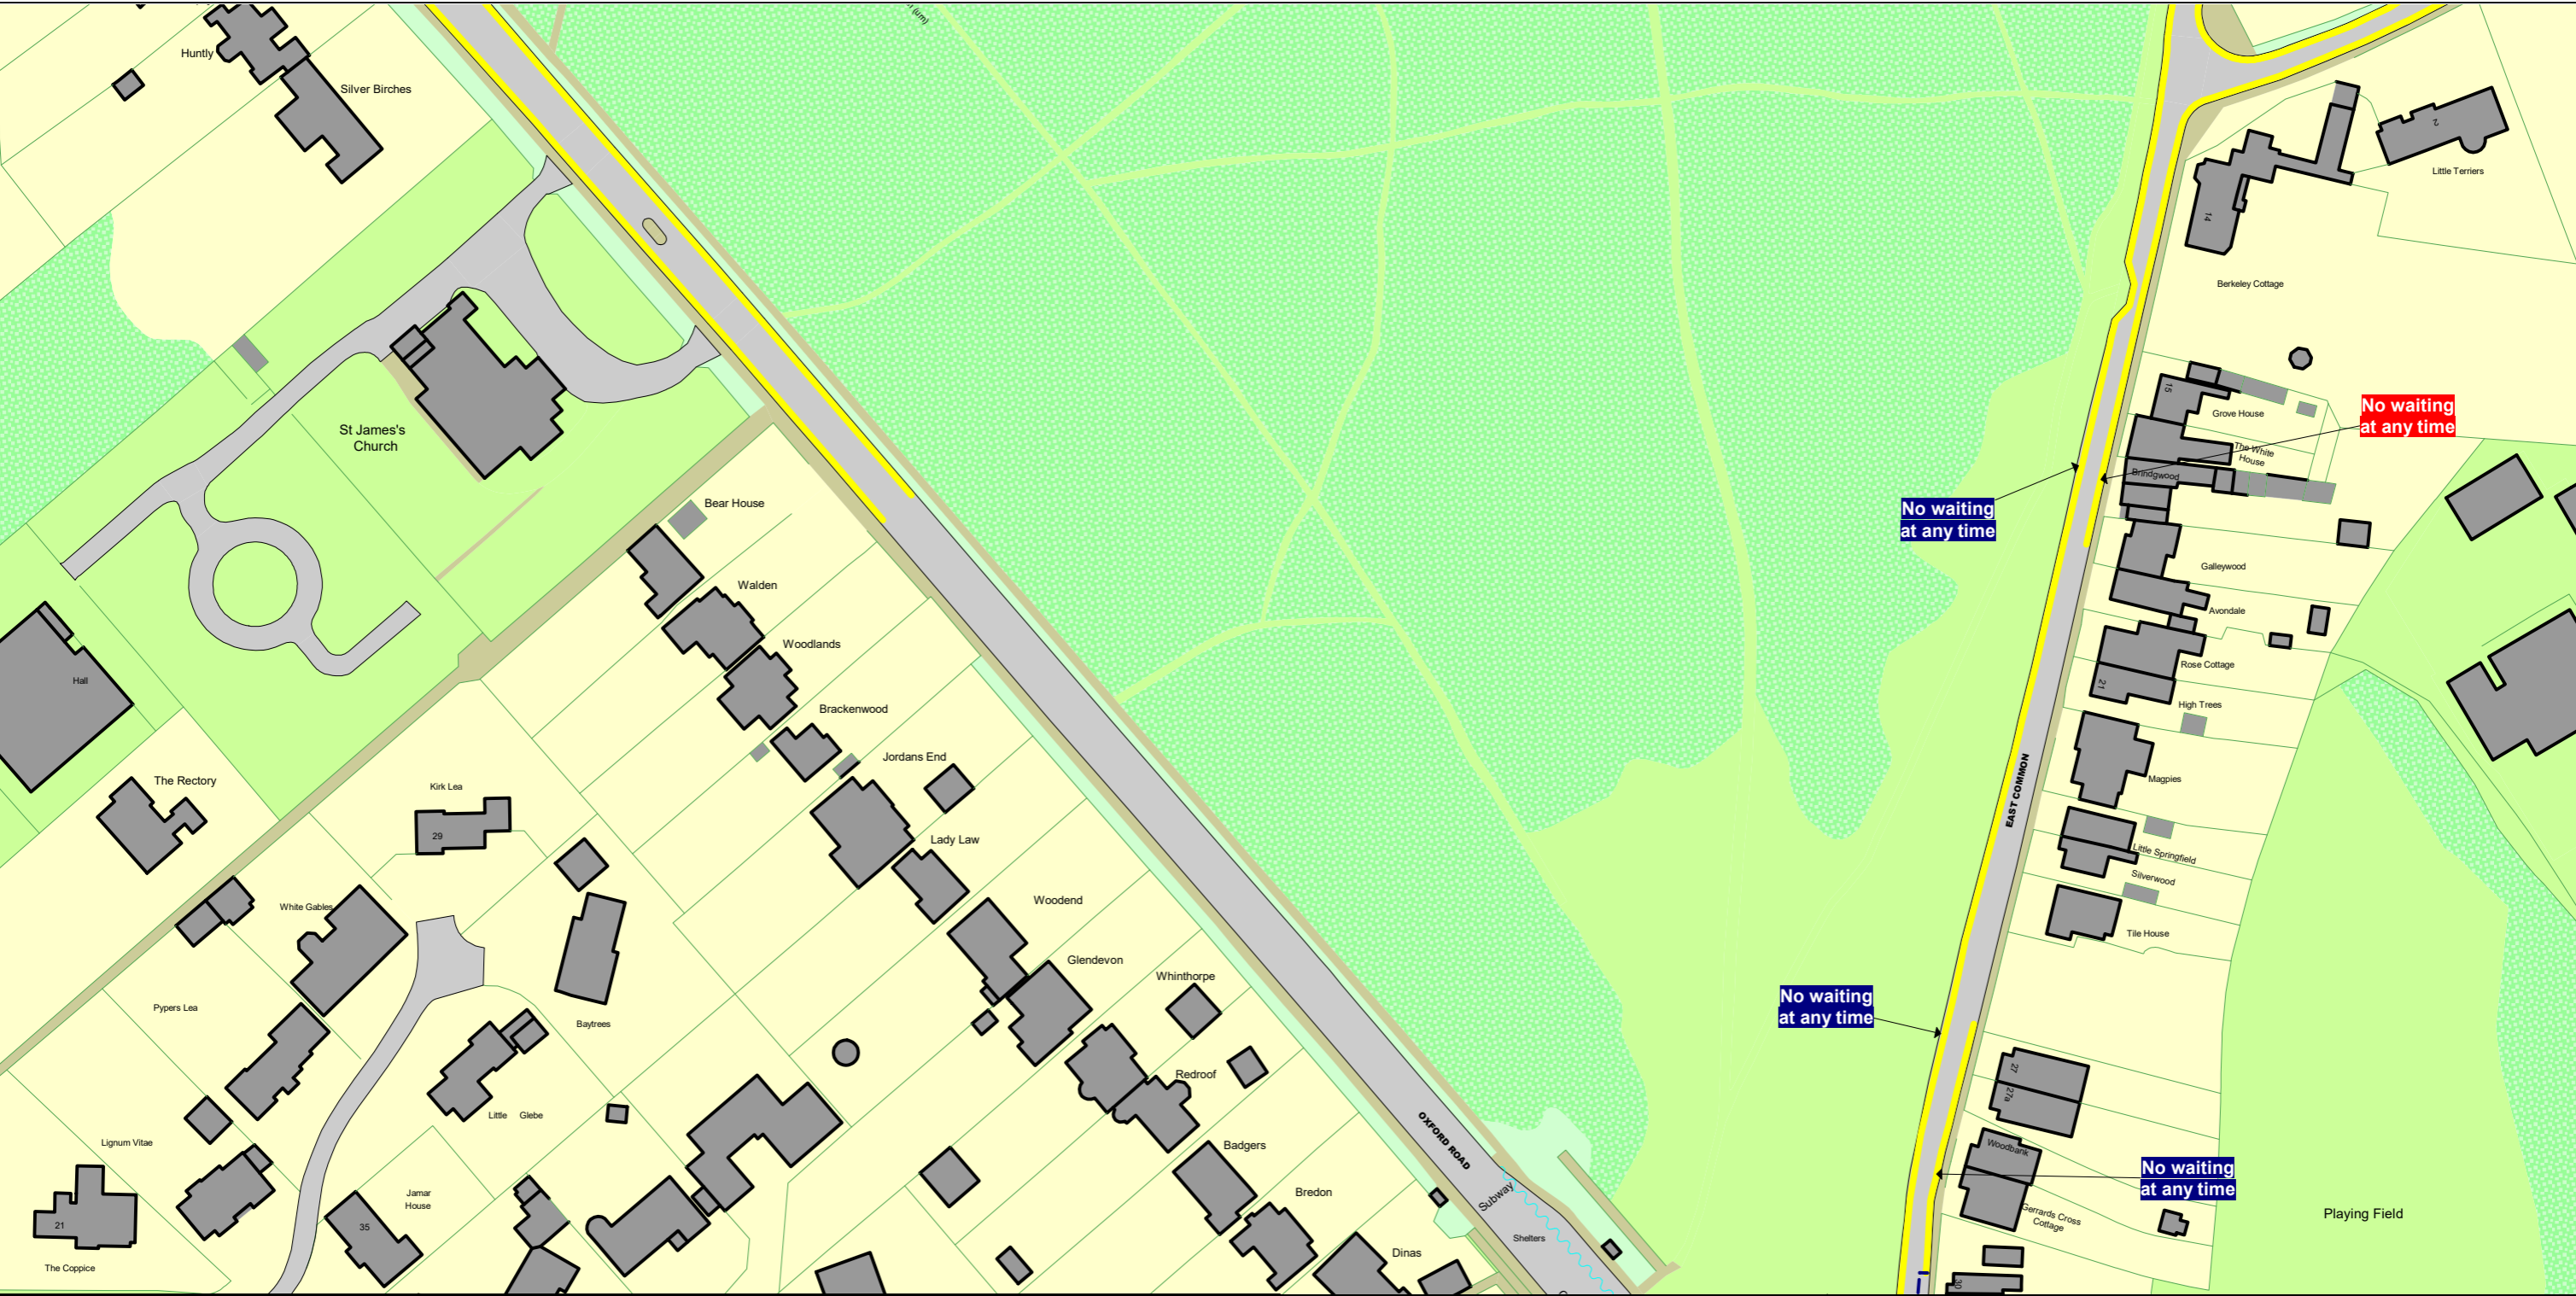 Huntly
Silver Birches
2
Little Terriers
14
Berkeley Cottage
15
Grove House
No waiting
at any time
The White
House
Brindgwood
St James's
Church
Bear House
No waiting
at any time
Galleywood
Walden
Avondale
Woodlands
Rose Cottage
Hall
21
High Trees
Brackenwood
Jordans End
The Rectory
Kirk Lea
29
Magpies
EAST COMMON
Lady Law
Little Springfield
Silverwood
White Gables
Woodend
Tile House
Glendevon
Whinthorpe
No waiting
at any time
Pypers Lea
Baytrees
Redroof
27
27a
Little Glebe
OXFORD ROAD
Lignum Vitae
Badgers
Woodbank
No waiting
at any time
Jamar
House
Bredon
Subway
Gerrards Cross
Cottage
Playing Field
21
35
Shelters
Dinas
The Coppice
30